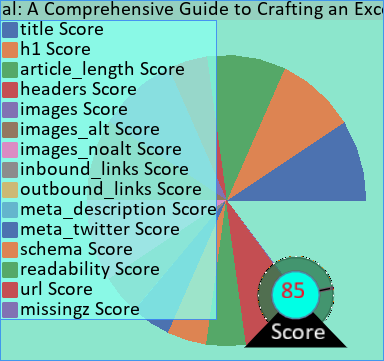 al: A Comprehensive Guide to Crafting an Exce
title Score
h1 Score
article_length Score
headers Score
images Score
images_alt Score
images_noalt Score
inbound_links Score
outbound_links Score
meta_description Score
meta_twitter Score
schema Score
readability Score
url Score
missingz Score
85
Score